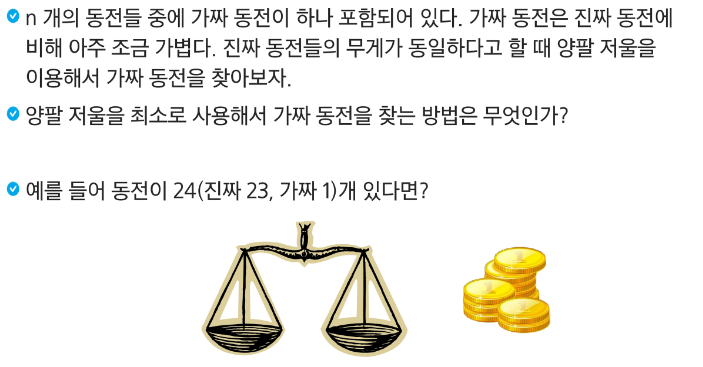 n 개의 동전들 중에 가짜 동전이 하나 포함되어 있다. 가짜 동전은 진짜 동전에
비해 아주 조금 가볍다. 진짜 동전들의 무게가 동일하다고 할 때 양팔 저울을
이용해서 가짜 동전을 찾아보자.
양팔 저울을 최소로 사용해서 가짜 동전을 찾는 방법은 무엇인가?
예를 들어 동전이 24(진짜 23, 가짜 1)개 있다면?